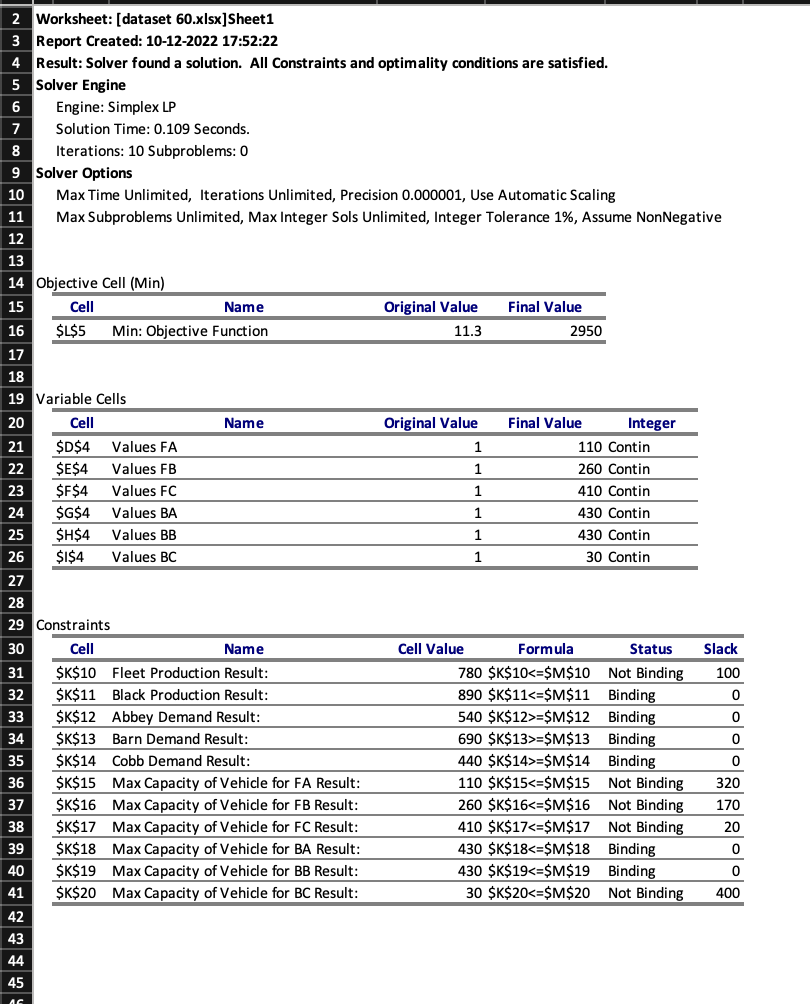 2 Worksheet: [dataset 60.xlsx]Sheet1
3 Report Created: 10-12-2022 17:52:22
4 Result: Solver found a solution.  All Constraints and optimality conditions are satisfied.
5 Solver Engine
6 Engine: Simplex LP
7 Solution Time: 0.109 Seconds.
8 Iterations: 10 Subproblems: 0
9 Solver Options
10 Max Time Unlimited,  Iterations Unlimited, Precision 0.000001, Use Automatic Scaling
11 Max Subproblems Unlimited, Max Integer Sols Unlimited, Integer Tolerance 1%, Assume NonNegative
12
13
14 Objective Cell (Min)
15 Cell Name Original Value Final Value
16 $L$5 Min: Objective Function 11.3 2950
17
18
19 Variable Cells
20 Cell Name Original Value Final Value Integer
21 $D$4 Values FA 1 110 Contin
22 $E$4 Values FB 1 260 Contin
23 $F$4 Values FC 1 410 Contin
24 $G$4 Values BA 1 430 Contin
25 $H$4 Values BB 1 430 Contin
26 $I$4 Values BC 1 30 Contin
27
28
29 Constraints
30 Cell Name Cell Value Formula Status Slack
31 $K$10 Fleet Production Result: 780 $K$10<=$M$10 Not Binding 100
32 $K$11 Black Production Result: 890 $K$11<=$M$11 Binding 0
33 $K$12 Abbey Demand Result: 540 $K$12>=$M$12 Binding 0
34 $K$13 Barn Demand Result: 690 $K$13>=$M$13 Binding 0
35 $K$14 Cobb Demand Result: 440 $K$14>=$M$14 Binding 0
36 $K$15 Max Capacity of Vehicle for FA Result: 110 $K$15<=$M$15 Not Binding 320
37 $K$16 Max Capacity of Vehicle for FB Result: 260 $K$16<=$M$16 Not Binding 170
38 $K$17 Max Capacity of Vehicle for FC Result: 410 $K$17<=$M$17 Not Binding 20
39 $K$18 Max Capacity of Vehicle for BA Result: 430 $K$18<=$M$18 Binding 0
40 $K$19 Max Capacity of Vehicle for BB Result: 430 $K$19<=$M$19 Binding 0
41 $K$20 Max Capacity of Vehicle for BC Result: 30 $K$20<=$M$20 Not Binding 400
42
43
44
45